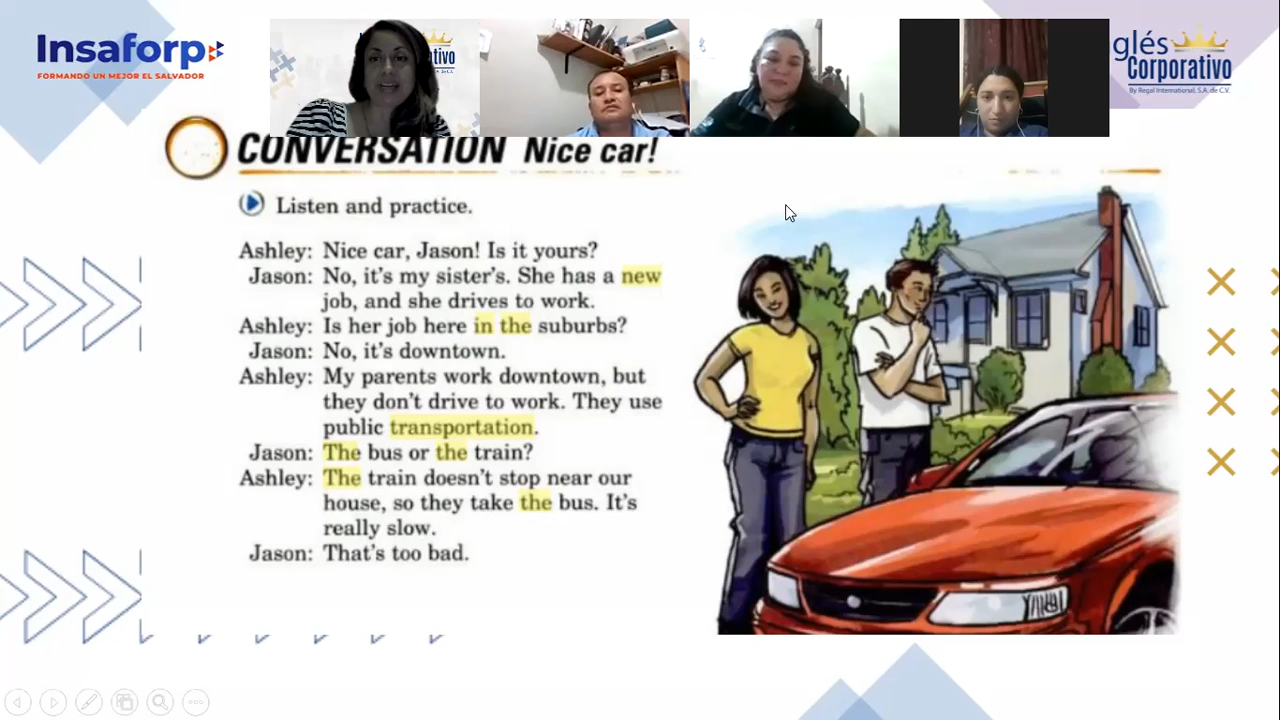 Insaforp
FORMANDO UN MEJOR EL SALVADOR
glés
Corporativo
By Regal International, S.A. de C.V.
CONVERSATION Nice car!
Listen and practice.
Ashley: Nice car, Jason! Is it yours?
Jason: No, it's my sister's. She has a new
job, and she drives to work.
Ashley: Is her job here in the suburbs?
Jason: No, it's downtown.
Ashley: My parents work downtown, but
they don't drive to work. They use
public transportation.
Jason: The bus or the train?
Ashley: The train doesn't stop near our
house, so they take the bus. It's
really slow.
Jason: That's too bad.